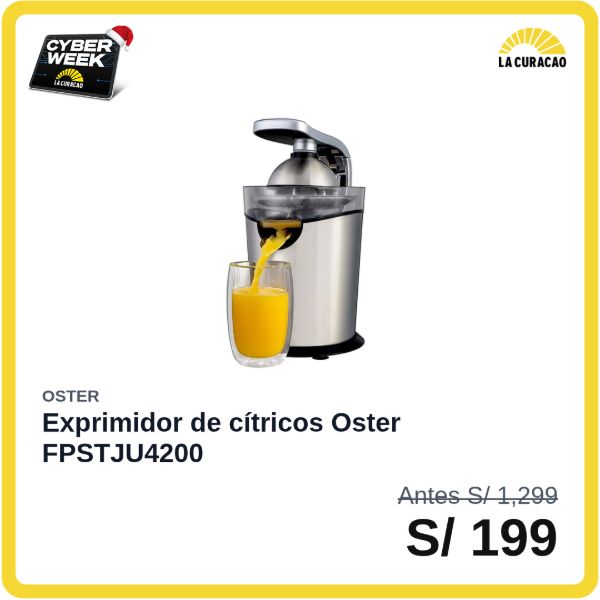 CYBER
WEEK
LA CURACAO
LA CURACAO
OSTER
Exprimidor de cítricos Oster
FPSTJU4200
Antes S/ 1,299
S/ 199